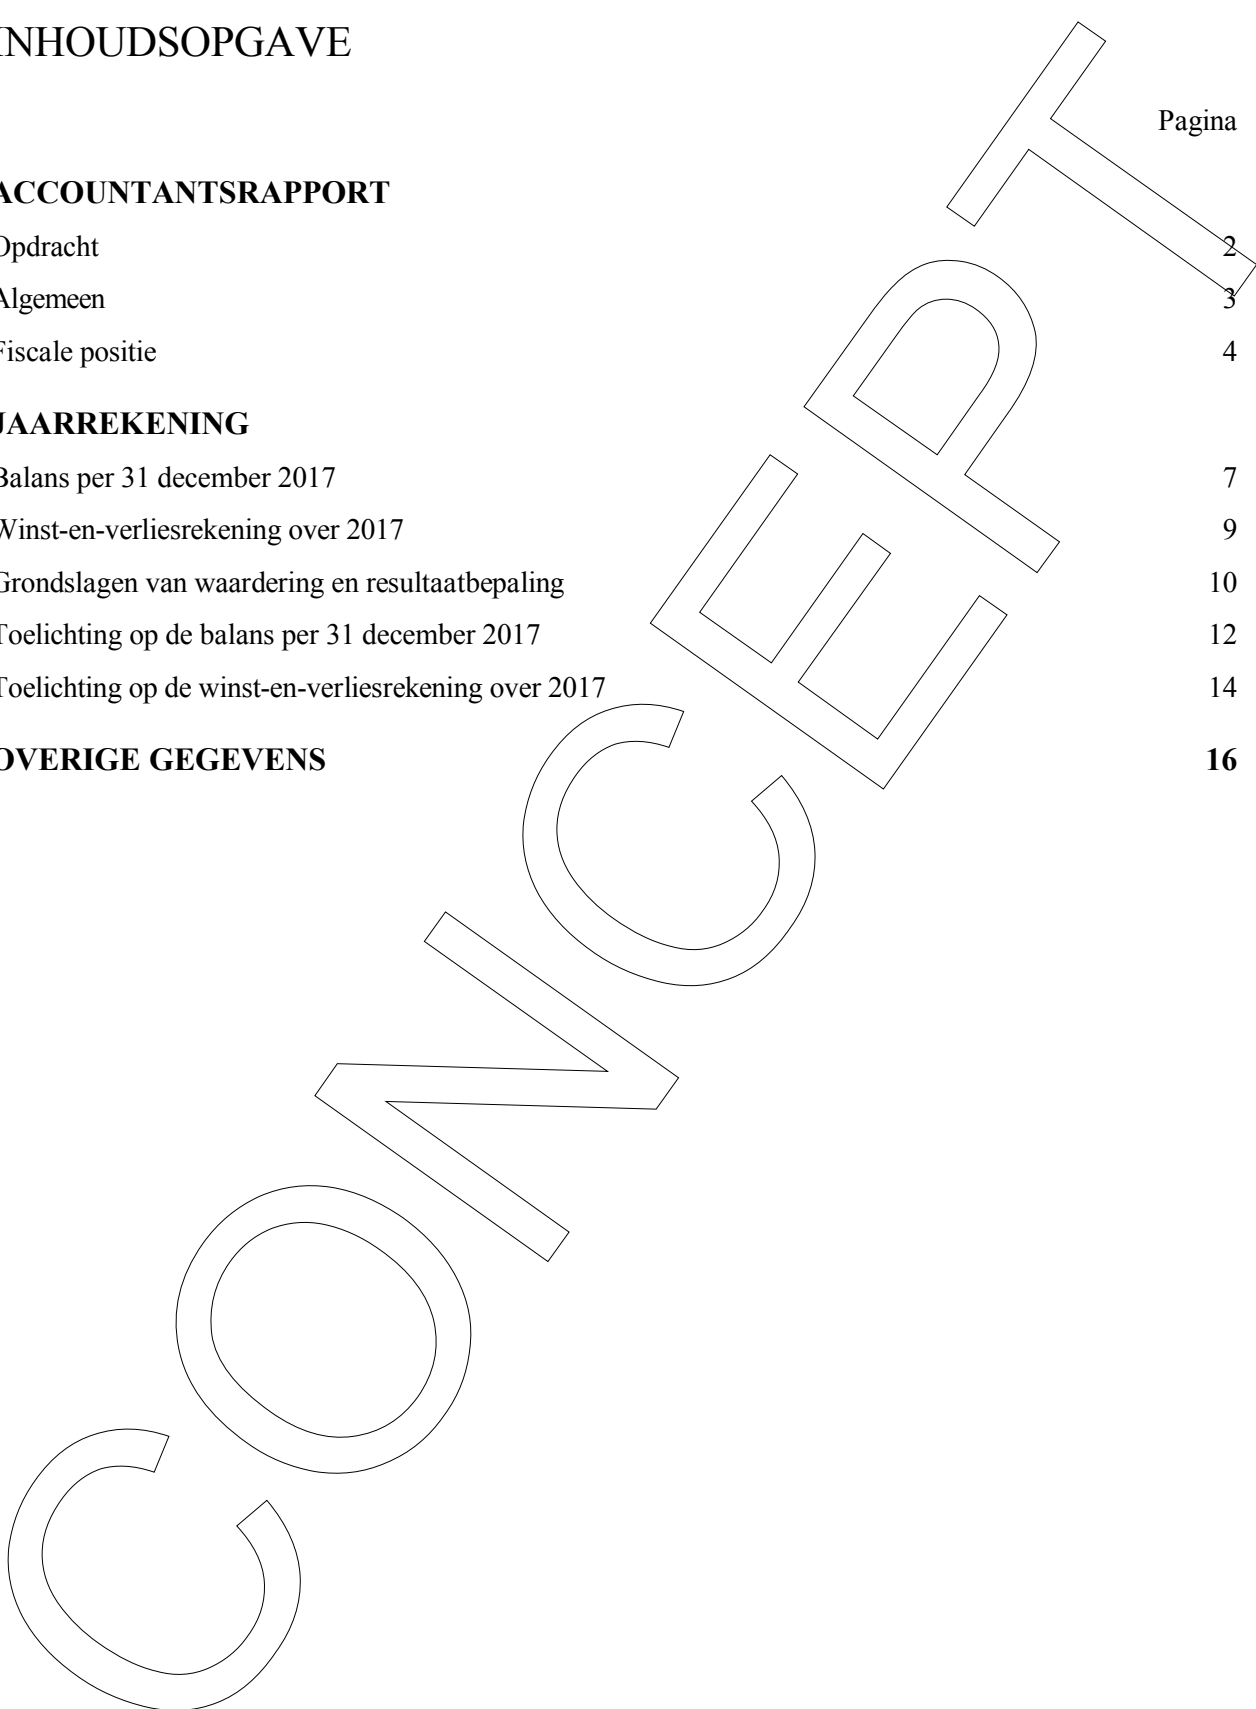 INHOUDSOPGAVE
Pagina
ACCOUNTANTSRAPPORT
Opdracht 2
Algemeen 3
Fiscale positie 4
JAARREKENING
Balans per 31 december 2017 7
Winst-en-verliesrekening over 2017 9
Grondslagen van waardering en resultaatbepaling 10
Toelichting op de balans per 31 december 2017 12
Toelichting op de winst-en-verliesrekening over 2017 14
OVERIGE GEGEVENS 16
CONCEPT